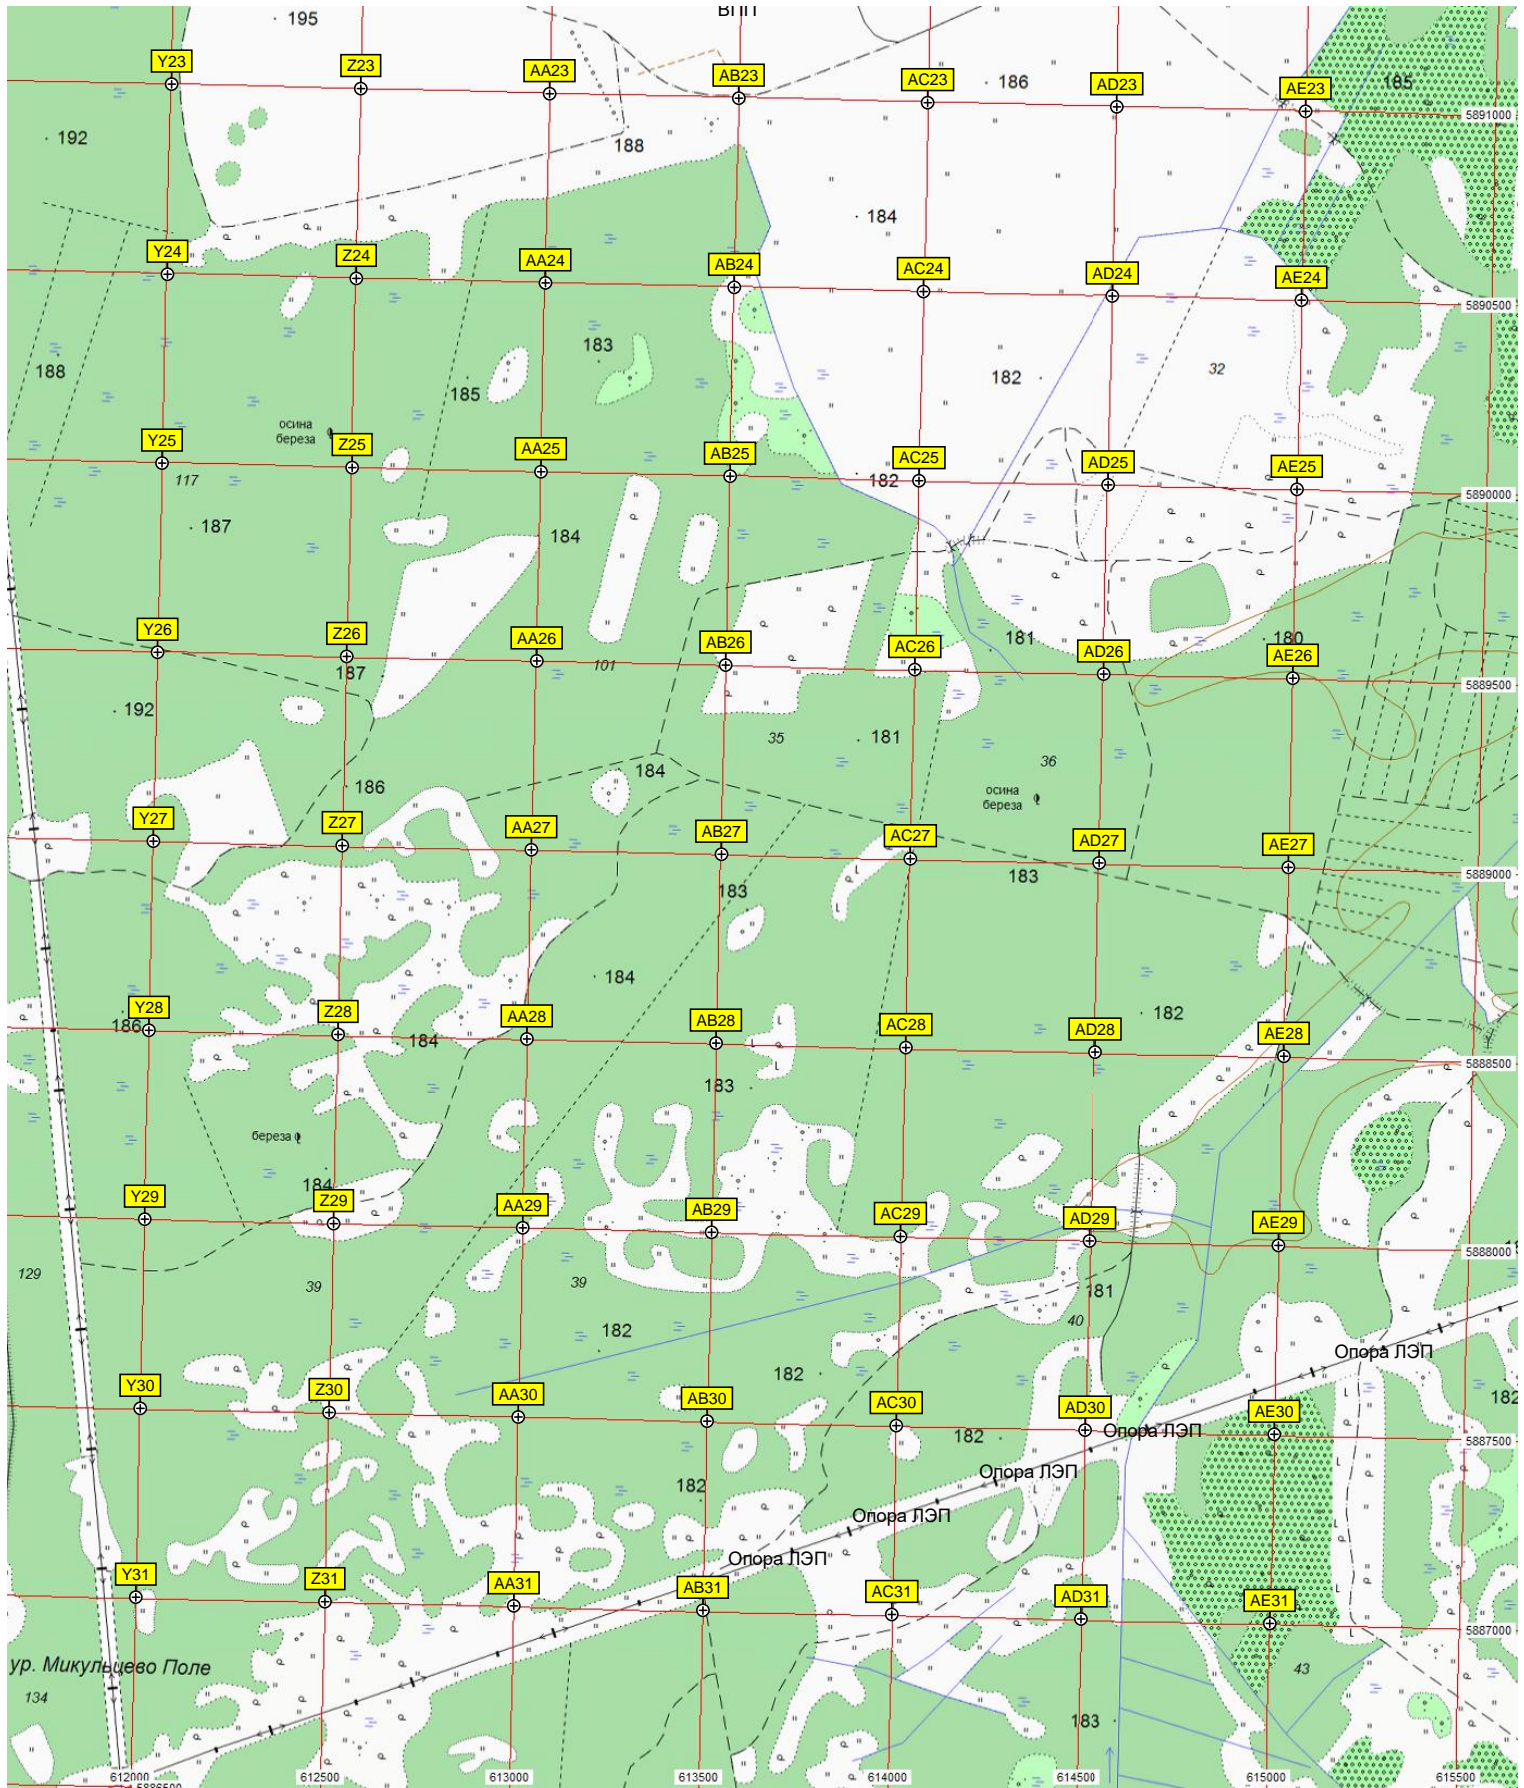 ВПП
195
Y23
Z23
AA23
AB23
AC23
186
AD23
AE23
185
5891000
192
188
184
Y24
Z24
AA24
AB24
AC24
AD24
AE24
5890500
183
188
185
182
32
осина
береза
Y25
Z25
AA25
AB25
AC25
AD25
AE25
117
182
5890000
187
184
Y26
Z26
AA26
AB26
AC26
181
AD26
180
AE26
187
101
5889500
192
35
181
36
184
186
осина
береза
Y27
Z27
AA27
AB27
AC27
AD27
AE27
183
183
5889000
184
Y28
186
Z28
184
AA28
AB28
AC28
AD28
182
AE28
5888500
183
береза
184
Y29
Z29
AA29
AB29
AC29
AD29
AE29
5888000
129
39
39
181
40
182
Опора ЛЭП
182
Y30
Z30
AA30
AB30
AC30
AD30
AE30
182
182
Опора ЛЭП
5887500
Опора ЛЭП
182
Опора ЛЭП
Опора ЛЭП
Y31
Z31
AA31
AB31
AC31
AD31
AE31
5887000
ур. Микульцево Поле
134
43
183
612000
612500
613000
613500
614000
614500
615000
615500
5886500